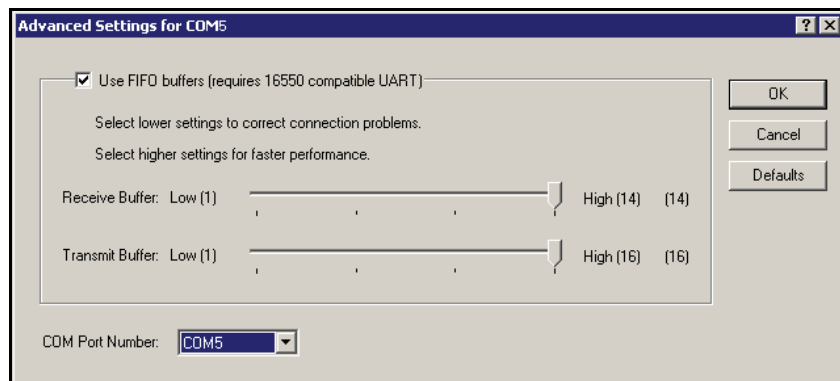 Advanced Settings for COM5
Use FIFO buffers (requires 16550 compatible UART)
OK
Select lower settings to correct connection problems.
Cancel
Select higher settings for faster performance.
Defaults
Receive Buffer: Low (1) High (14) (14)
Transmit Buffer: Low (1) High (16) (16)
COM Port Number: COM5